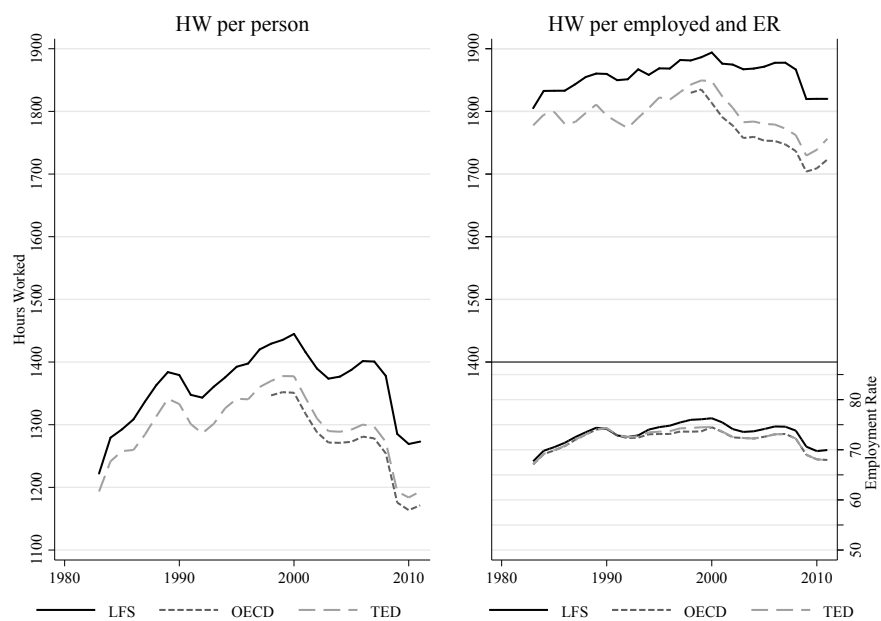 HW per person
HW per employed and ER
Hours Worked
1100
1200
1300
1400
1500
1600
1700
1800
1900
1980
1990
2000
2010
LFS
OECD
TED
1400
1500
1600
1700
1800
1900
Employment Rate
50
60
70
80
1980
1990
2000
2010
LFS
OECD
TED